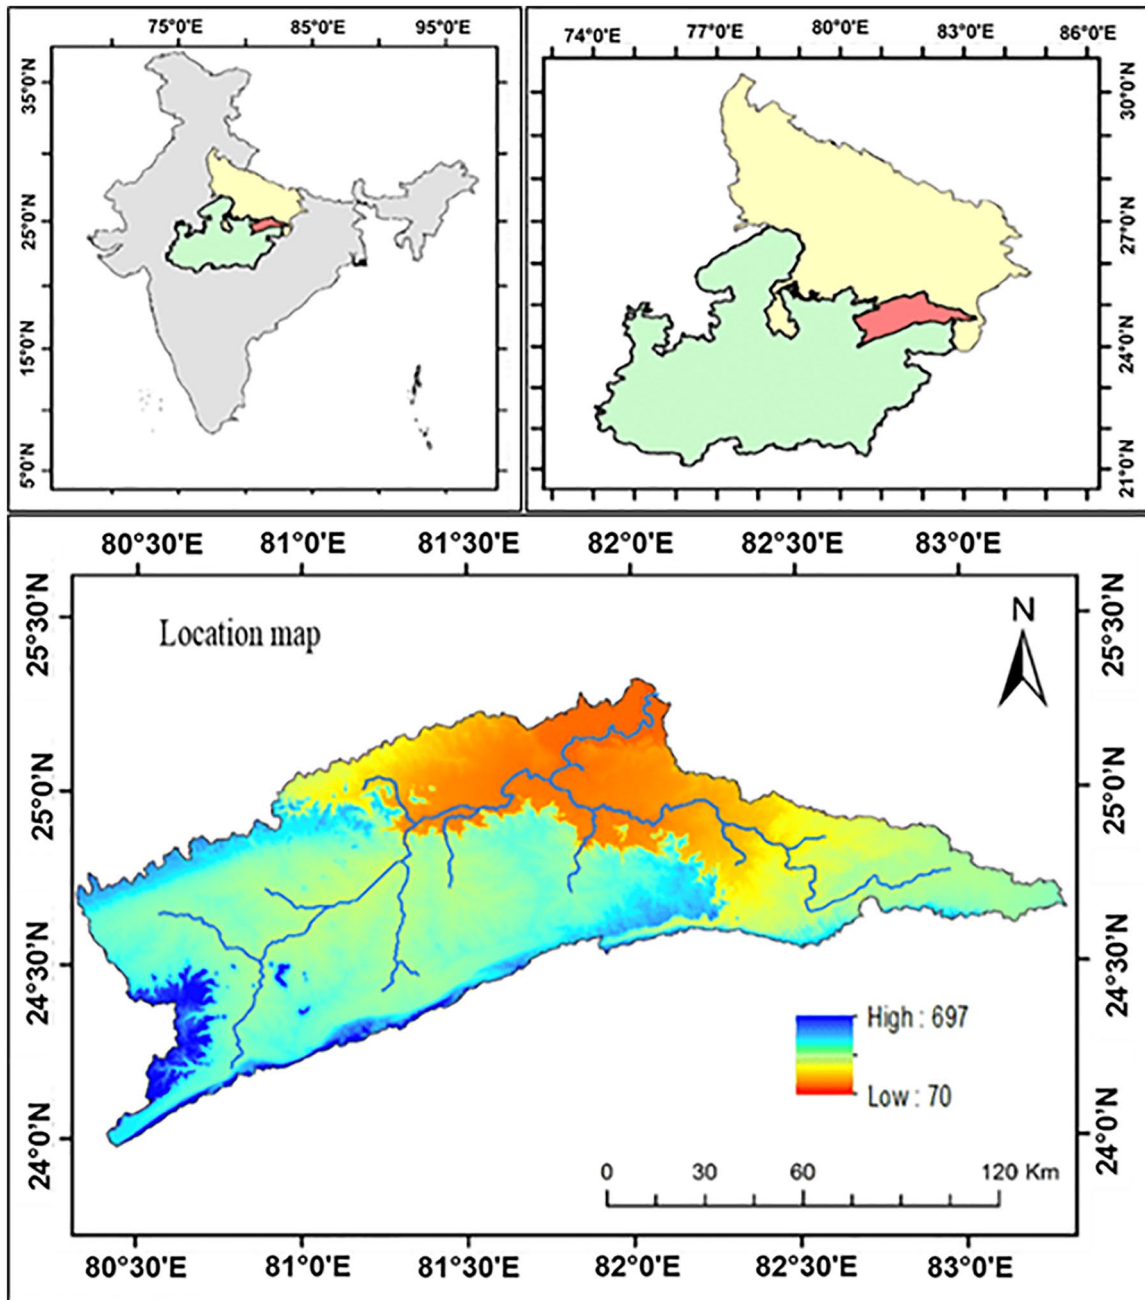 75°0'E 85°0'E 95°0'E
35°0'N
25°0'N
15°0'N
5°0'N
74°0'E 77°0'E 80°0'E 83°0'E 86°0'E
30°0'N
27°0'N
24°0'N
21°0'N
80°30'E 81°0'E 81°30'E 82°0'E 82°30'E 83°0'E
25°30'N
25°0'N
24°30'N
24°0'N
Location map
N
25°30'N
25°0'N
24°30'N
24°0'N
High : 697
Low : 70
0 30 60 120 Km
80°30'E 81°0'E 81°30'E 82°0'E 82°30'E 83°0'E